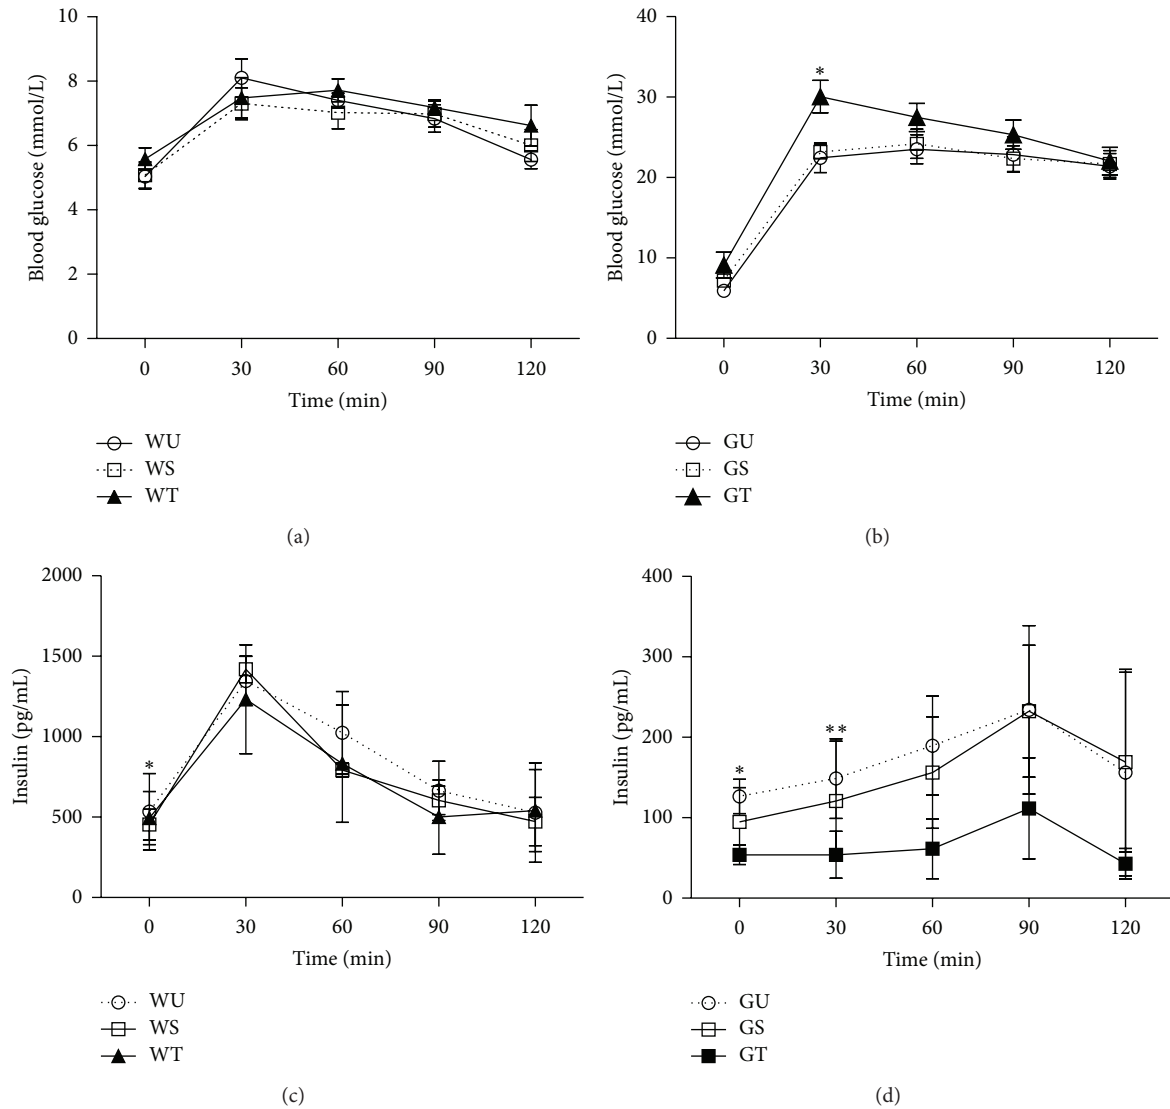 10
8
6
4
2
0
Blood glucose (mmol/L)
0 30 60 90 120
Time (min)
WU
WS
WT
(a)
40
30
20
10
0
Blood glucose (mmol/L)
*
0 30 60 90 120
Time (min)
GU
GS
GT
(b)
2000
1500
1000
500
0
Insulin (pg/mL)
*
0 30 60 90 120
Time (min)
WU
WS
WT
(c)
400
300
200
100
0
Insulin (pg/mL)
*
**
0 30 60 90 120
Time (min)
GU
GS
GT
(d)